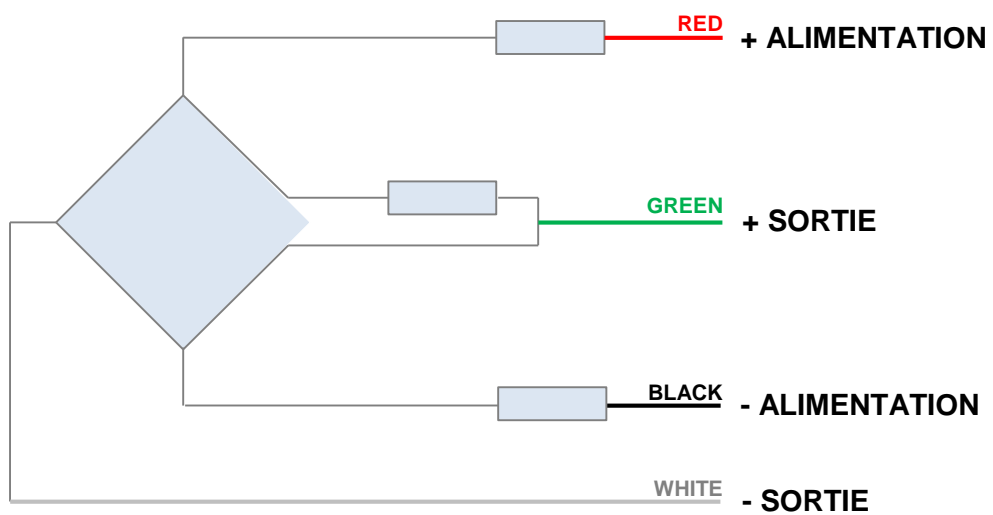 RED + ALIMENTATION
GREEN + SORTIE
BLACK - ALIMENTATION
WHITE - SORTIE